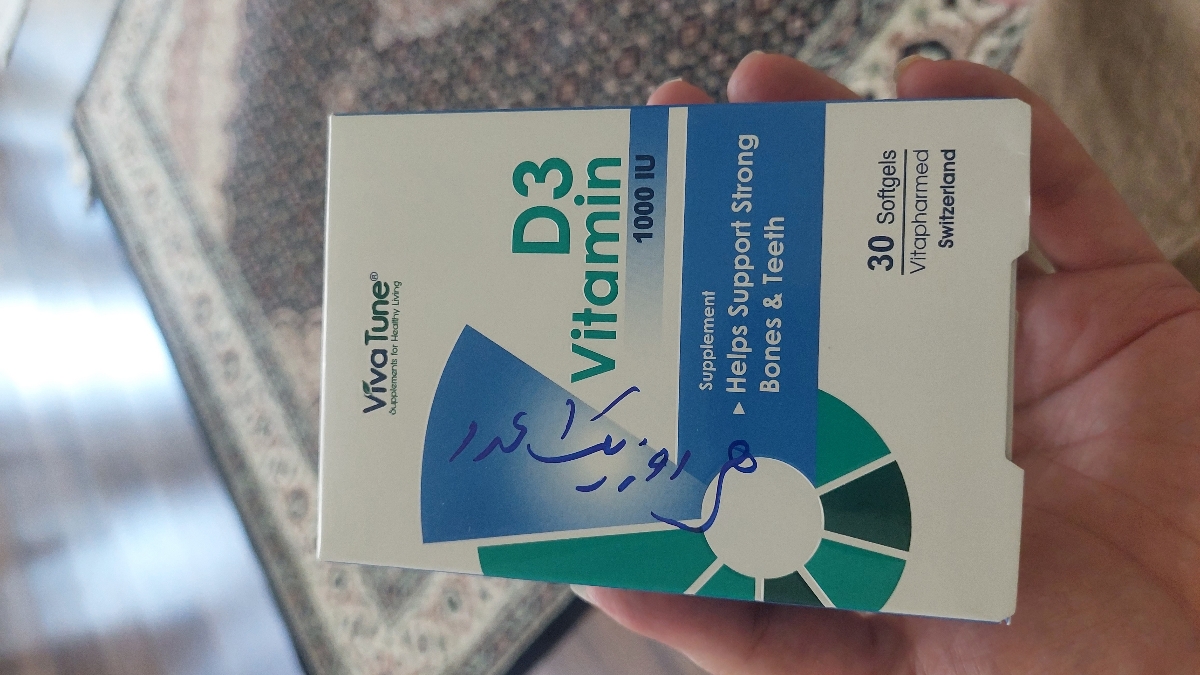 VivaTune®
Supplements for Healthy Living
D3
Vitamin
1000 IU
Supplement
▸ Helps Support Strong
Bones & Teeth
هر روز یک ۱ عدد
30 Softgels
Vitapharmed
Switzerland